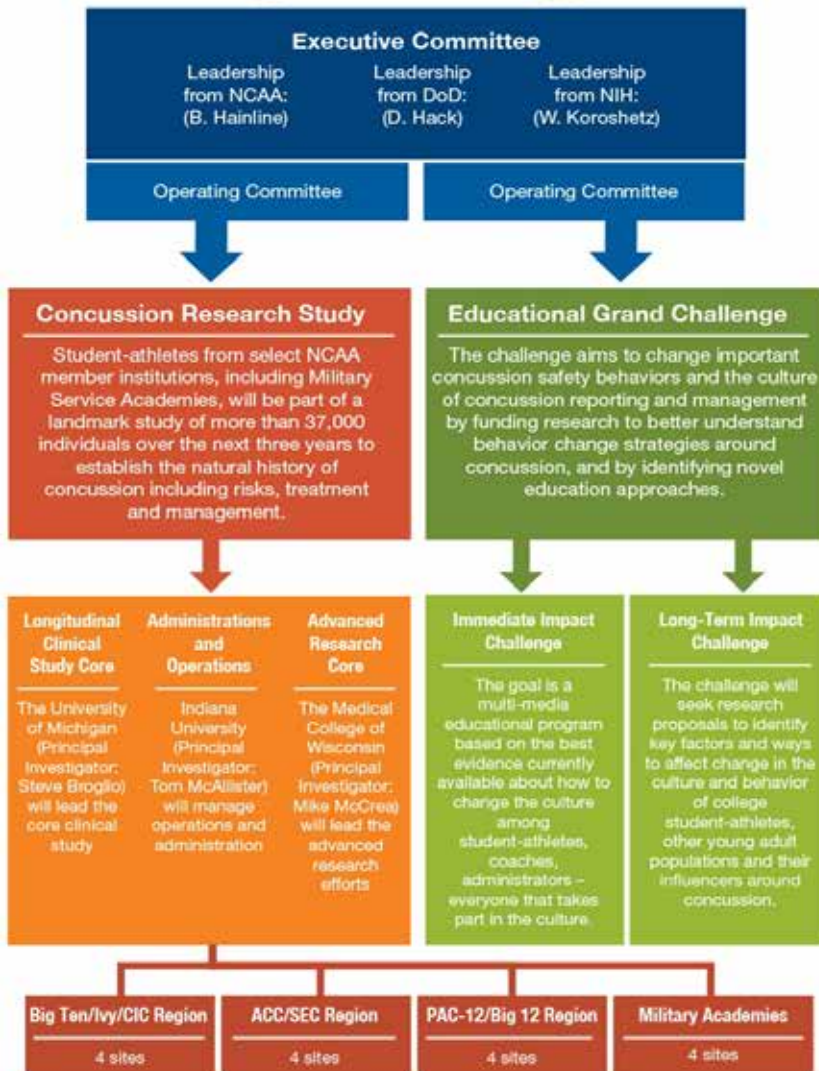 Executive Committee
Leadership
from NCAA:
(B. Hainline)
Leadership
from DoD:
(D. Hack)
Leadership
from NIH:
(W. Koroshetz)
Operating Committee
Operating Committee
Concussion Research Study
Student-athletes from select NCAA
member institutions, including Military
Service Academies, will be part of a
landmark study of more than 37,000
individuals over the next three years to
establish the natural history of
concussion including risks, treatment
and management.
Educational Grand Challenge
The challenge aims to change important
concussion safety behaviors and the culture
of concussion reporting and management
by funding research to better understand
behavior change strategies around
concussion, and by identifying novel
education approaches.
Longitudinal
Clinical
Study Core
The University
of Michigan
(Principal
Investigator:
Steve Broglio)
will lead the
core clinical
study
Administrations
and
Operations
Indiana
University
(Principal
Investigator:
Tom McAllister)
will manage
operations and
administration
Advanced
Research
Core
The Medical
College of
Wisconsin
(Principal
Investigator:
Mike McCrea)
will lead the
advanced
research
efforts
Immediate Impact
Challenge
The goal is a
multi-media
educational program
based on the best
evidence currently
available about how to
change the culture
among
student-athletes,
coaches,
administrators –
everyone that takes
part in the culture.
Long-Term Impact
Challenge
The challenge will
seek research
proposals to identify
key factors and ways
to affect change in the
culture and behavior
of college
student-athletes,
other young adult
populations and their
influencers around
concussion.
Big Ten/Ivy/CIC Region
4 sites
ACC/SEC Region
4 sites
PAC-12/Big 12 Region
4 sites
Military Academies
4 sites